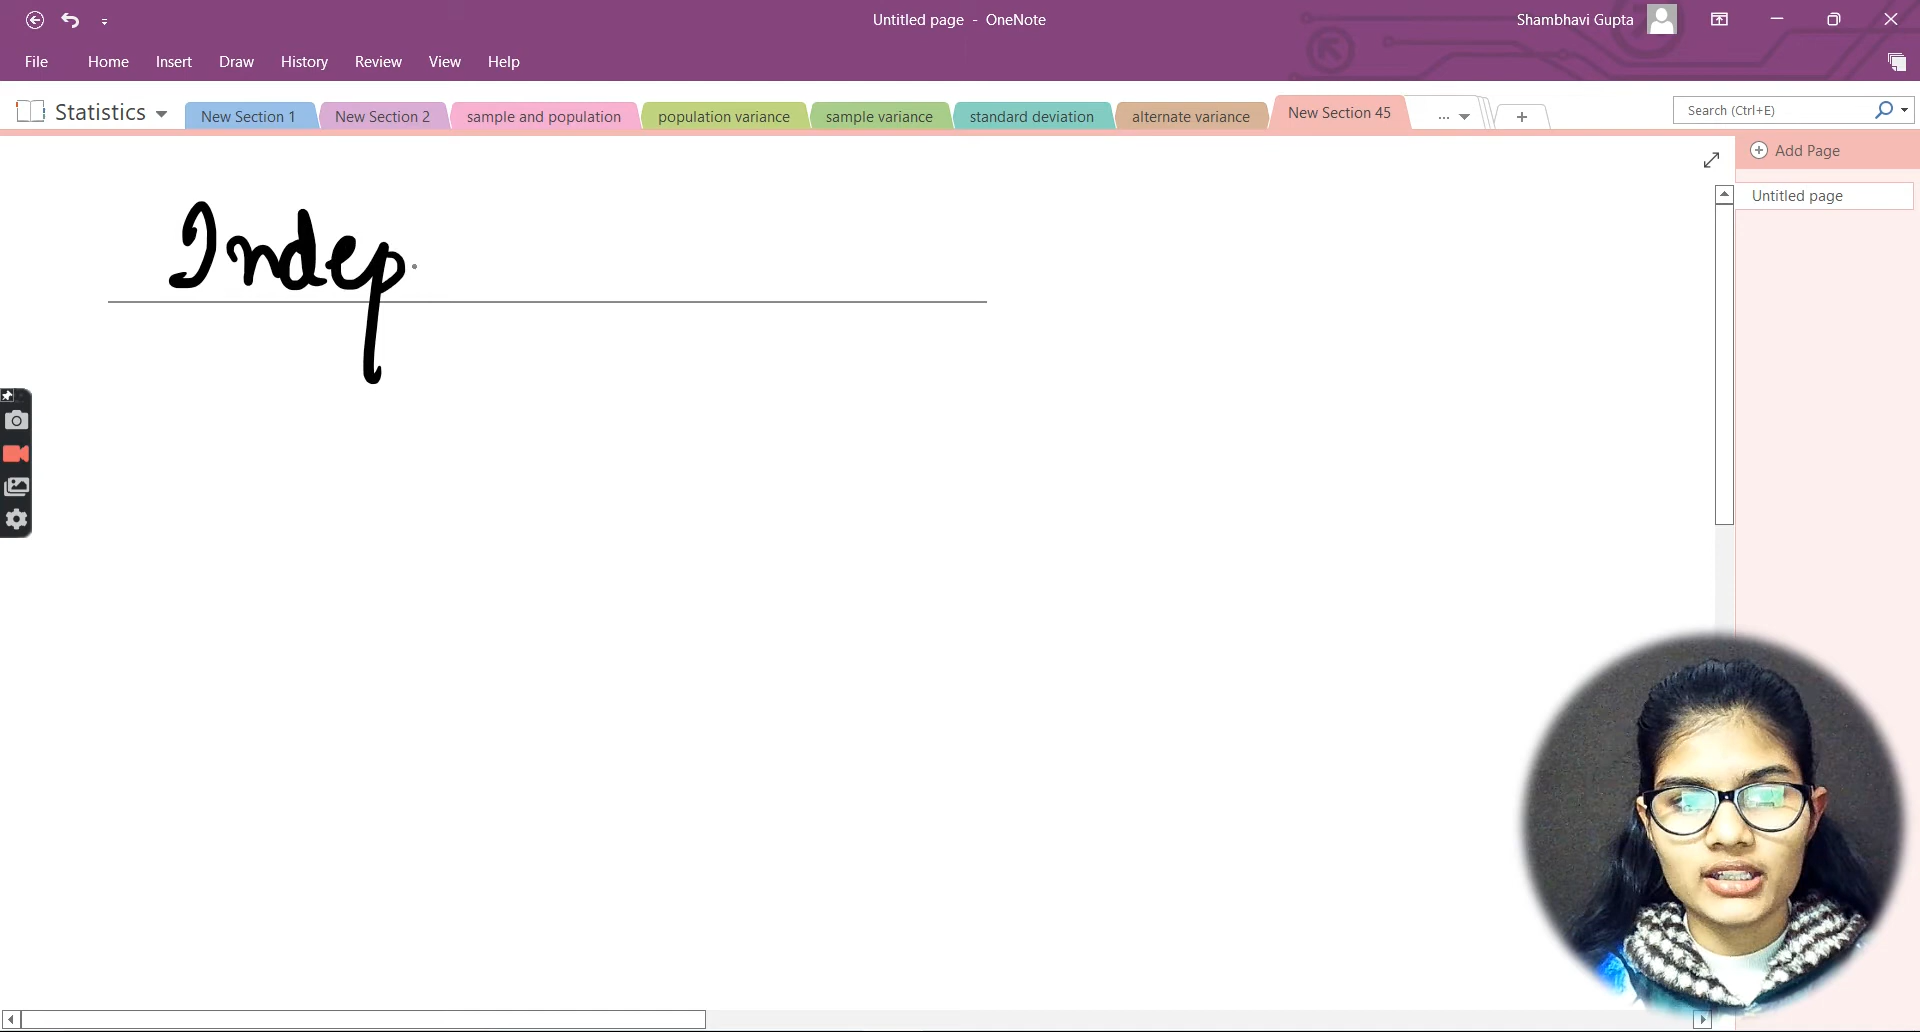 Untitled page - OneNote
Shambhavi Gupta
File Home Insert Draw History Review View Help
Statistics New Section 1 New Section 2 sample and population population variance sample variance standard deviation alternate variance New Section 45 ... + Search (Ctrl+E)
Add Page
Untitled page
Indep